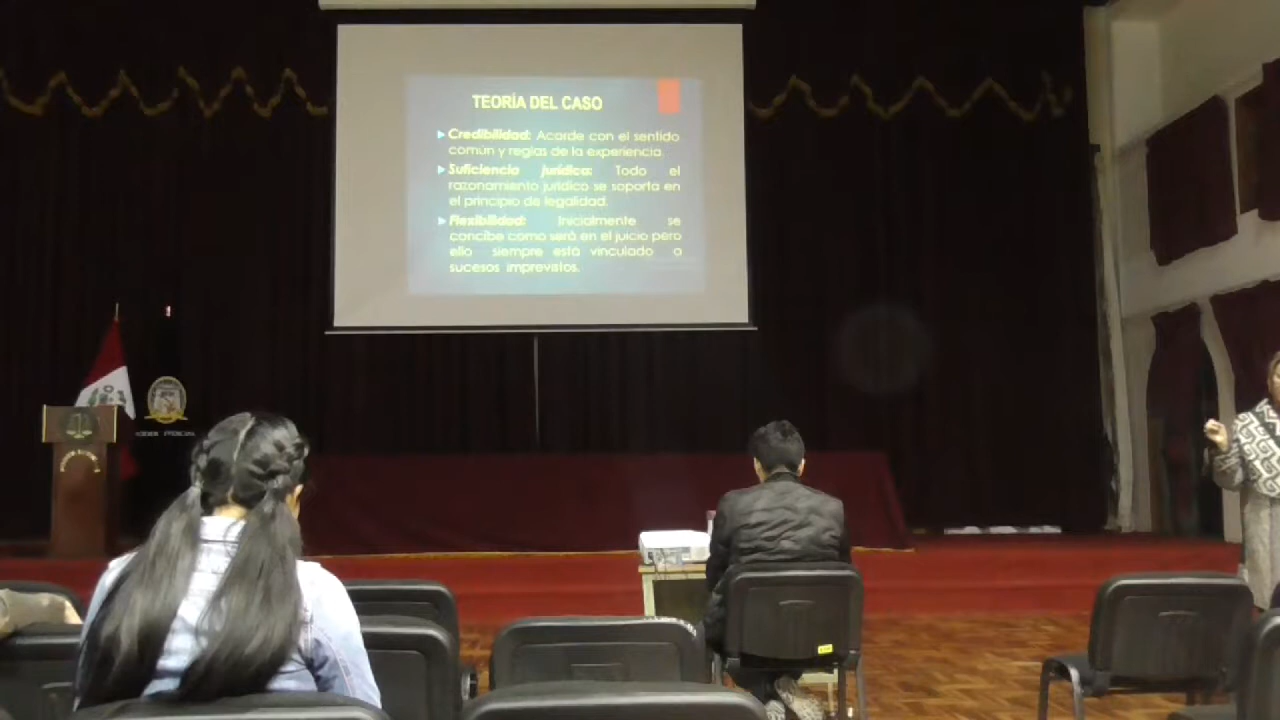 TEORÍA DEL CASO
Credibilidad: Acorde con el sentido
común y reglas de la experiencia.
Suficiencia jurídica: Todo el
razonamiento jurídico se soporta en
el principio de legalidad.
Flexibilidad: Inicialmente se
concibe como será en el juicio pero
ello siempre está vinculado a
sucesos imprevistos.